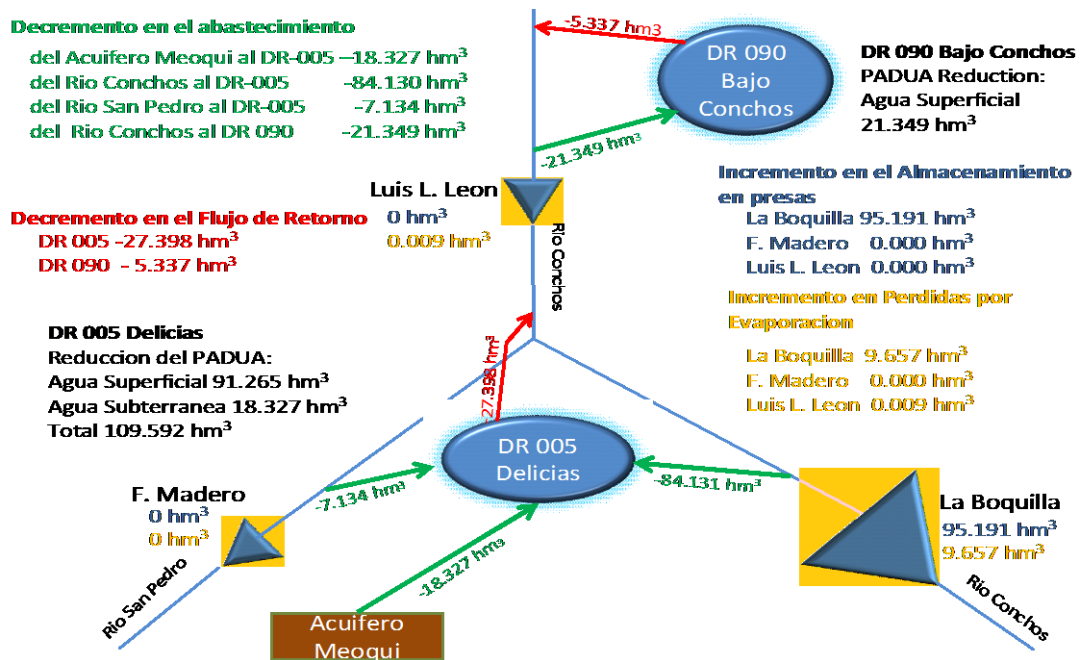 Decremento en el abastecimiento
del Acuifero Meoqui al DR-005 –18.327 hm³
del Rio Conchos al DR-005 -84.130 hm³
del Rio San Pedro al DR-005 -7.134 hm³
del Rio Conchos al DR 090 -21.349 hm³
-5.337 hm3
DR 090
Bajo
Conchos
DR 090 Bajo Conchos
PADUA Reduction:
Agua Superficial
21.349 hm³
-21.349 hm³
Luis L. Leon
0 hm³
0.009 hm³
Rio Conchos
Incremento en el Almacenamiento
en presas
La Boquilla 95.191 hm³
F. Madero 0.000 hm³
Luis L. Leon 0.000 hm³
Decremento en el Flujo de Retorno
DR 005 -27.398 hm³
DR 090 - 5.337 hm³
Incremento en Perdidas por
Evaporacion
La Boquilla 9.657 hm³
F. Madero 0.000 hm³
Luis L. Leon 0.009 hm³
DR 005 Delicias
Reduccion del PADUA:
Agua Superficial 91.265 hm³
Agua Subterranea 18.327 hm³
Total 109.592 hm³
-27.398 hm³
DR 005
Delicias
-7.134 hm³
-84.131 hm³
F. Madero
0 hm³
0 hm³
La Boquilla
95.191 hm³
9.657 hm³
-18.327 hm³
Rio San Pedro
Rio Conchos
Acuifero
Meoqui